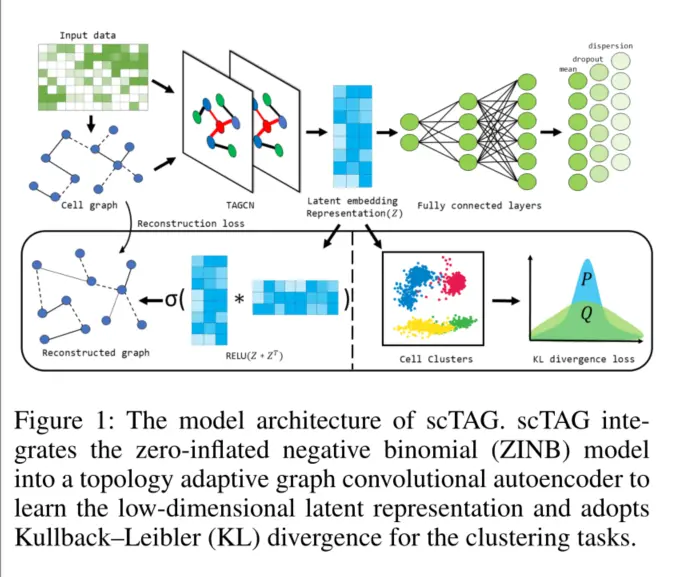 Input data
dispersion
dropout
mean
Cell graph
TAGCN
Latent embedding
Representation(Z)
Fully connected layers
Reconstruction loss
σ( * )
P
Q
Reconstructed graph
RELU(Z * Zᵀ)
Cell Clusters
KL divergence loss
Figure 1: The model architecture of scTAG. scTAG inte-
grates the zero-inflated negative binomial (ZINB) model
into a topology adaptive graph convolutional autoencoder to
learn the low-dimensional latent representation and adopts
Kullback–Leibler (KL) divergence for the clustering tasks.